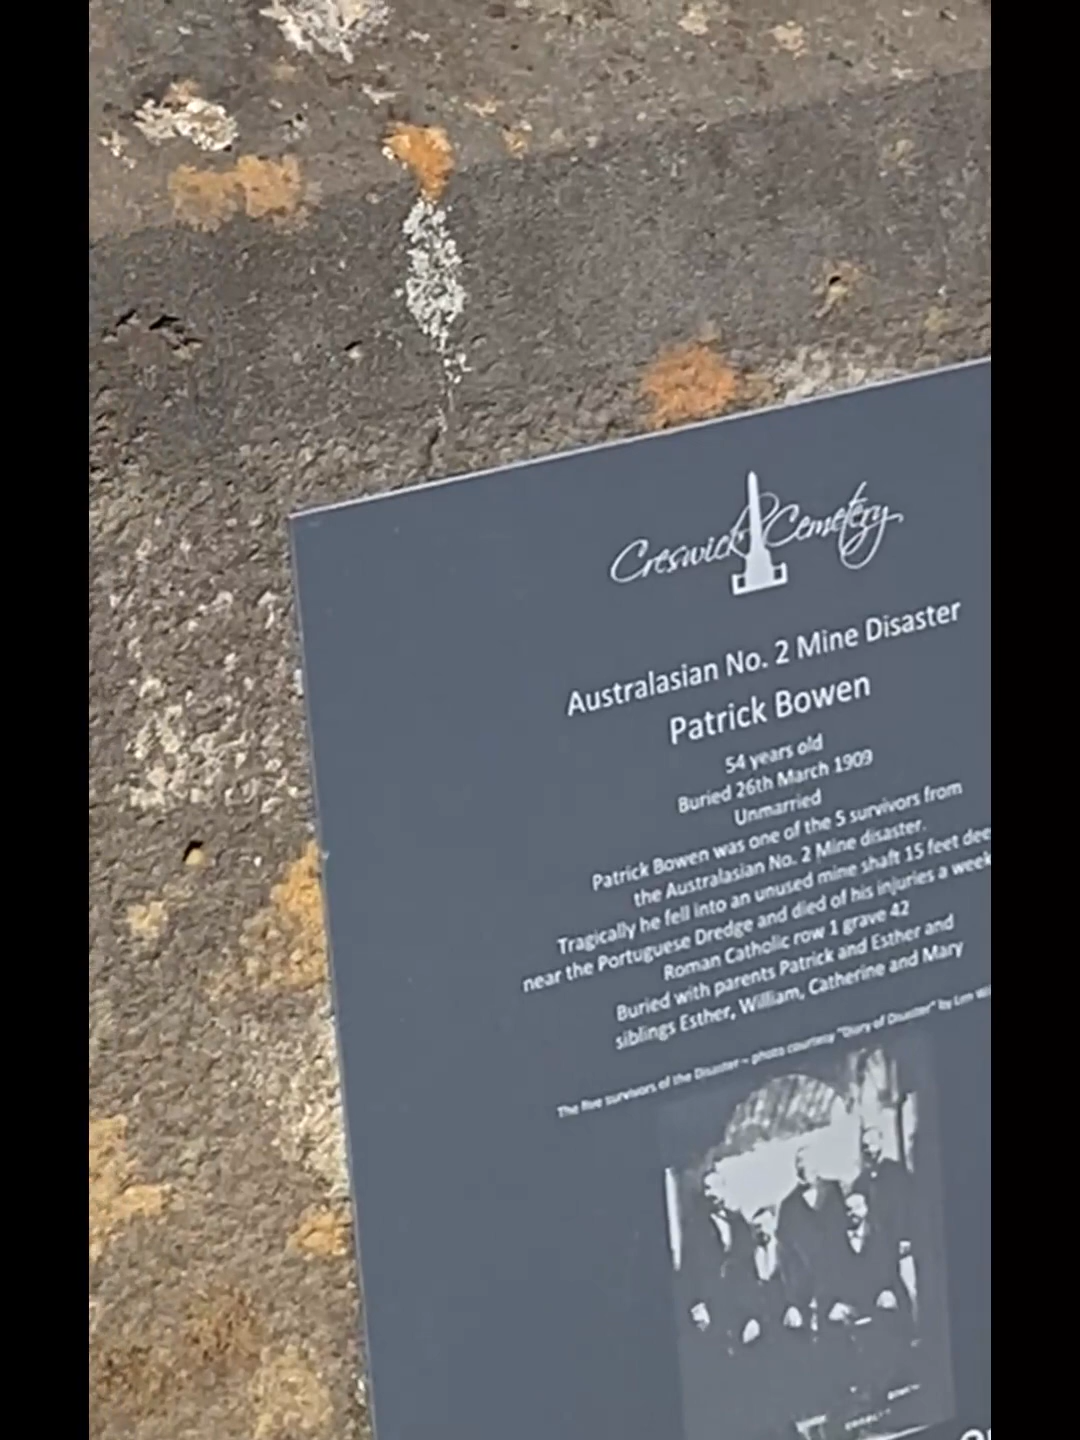 Creswick Cemetery
Australasian No. 2 Mine Disaster
Patrick Bowen
54 years old
Buried 26th March 1909
Unmarried
Patrick Bowen was one of the 5 survivors from
the Australasian No. 2 Mine disaster.
Tragically he fell into an unused mine shaft 15 feet dee
near the Portuguese Dredge and died of his injuries a week
Roman Catholic row 1 grave 42
Buried with parents Patrick and Esther and
siblings Esther, William, Catherine and Mary
The five survivors of the Disaster – photo courtesy "Diary of Disaster" by